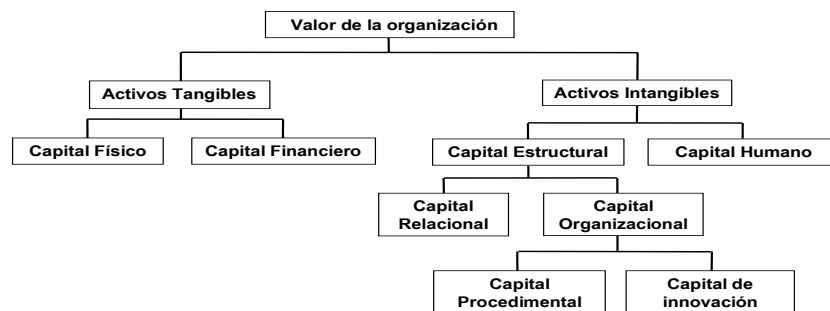 Valor de la organización
Activos Tangibles
Activos Intangibles
Capital Físico
Capital Financiero
Capital Estructural
Capital Humano
Capital
Relacional
Capital
Organizacional
Capital
Procedimental
Capital de
innovación